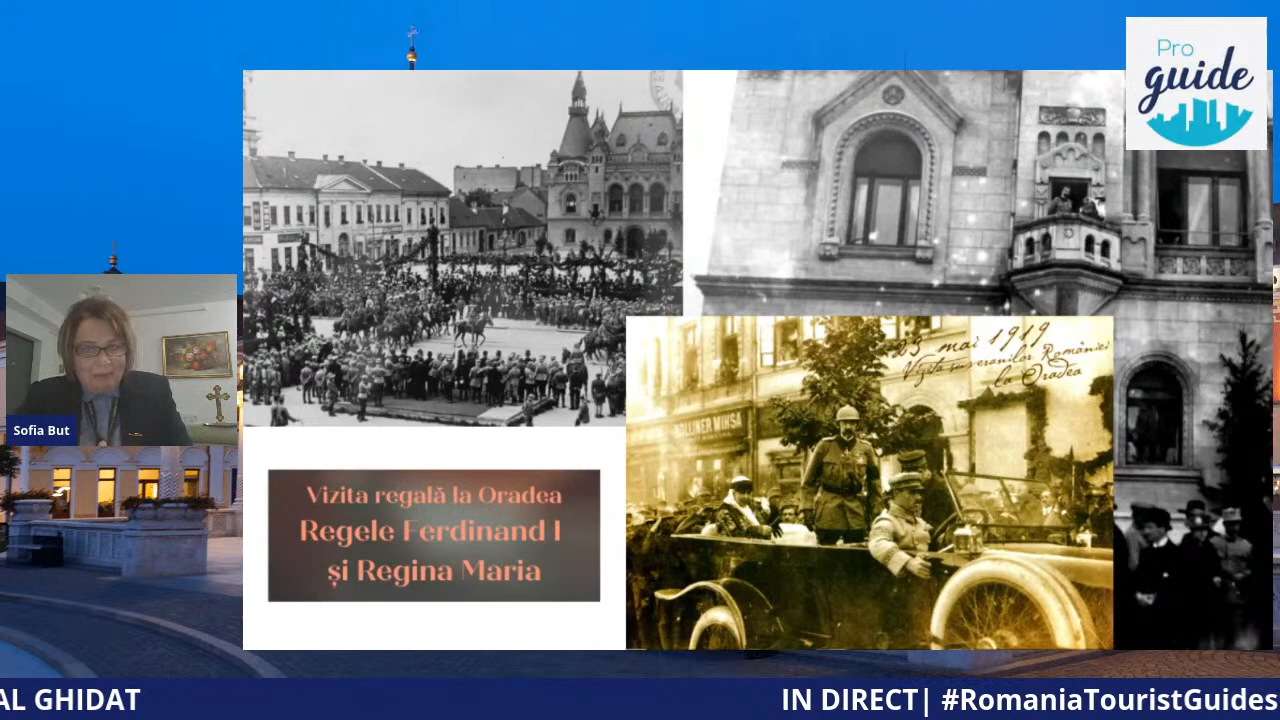 Pro
guide
23 mai 1919
Vizita suveranilor României
la Oradea
Sofia But
Vizita regală la Oradea
Regele Ferdinand I
și Regina Maria
AL GHIDAT
IN DIRECT| #RomaniaTouristGuides